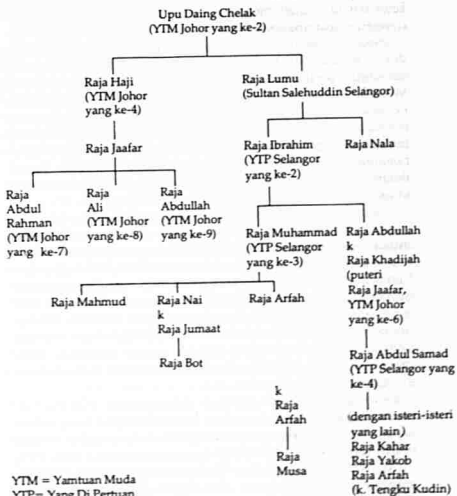 Upu Daing Chelak
(YTM Johor yang ke-2)
Raja Haji
(YTM Johor
yang ke-4)
Raja Lumu
(Sultan Salehuddin Selangor)
Raja Jaafar
Raja Ibrahim
(YTP Selangor
yang ke-2)
Raja Nala
Raja
Abdul
Rahman
(YTM Johor
yang ke-7)
Raja
Ali
(YTM Johor
yang ke-8)
Raja
Abdullah
(YTM Johor
yang ke-9)
Raja Muhammad
(YTP Selangor
yang ke-3)
Raja Abdullah
k
Raja Khadijah
(puteri
Raja Jaafar,
YTM Johor
yang ke-6)
Raja Mahmud
Raja Nai
k
Raja Jumaat
Raja Arfah
Raja Bot
Raja Abdul Samad
(YTP Selangor yang
ke-4)
k
Raja
Arfah
Raja
Musa
(dengan isteri-isteri
yang lain)
Raja Kahar
Raja Yakob
Raja Arfah
(k. Tengku Kudin)
YTM = Yamtuan Muda
YTP= Yang Di Pertuan